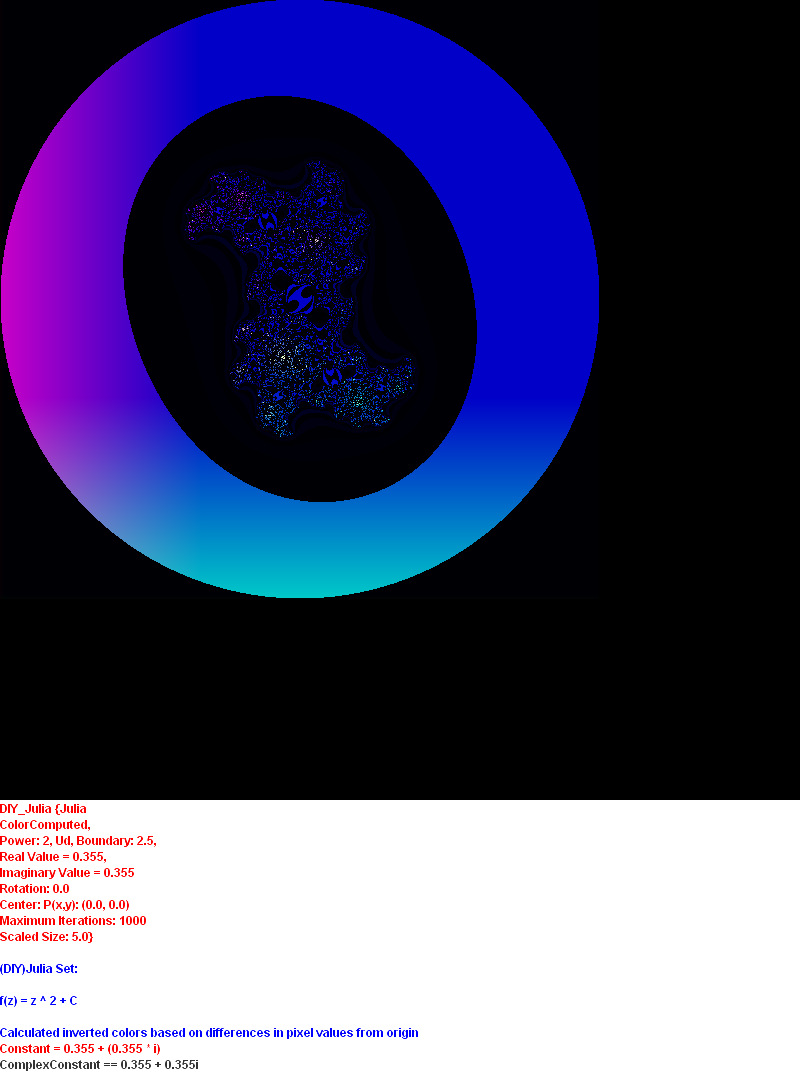 DIY_Julia {Julia
ColorComputed,
Power: 2, Ud, Boundary: 2.5,
Real Value = 0.355,
Imaginary Value = 0.355
Rotation: 0.0
Center: P(x,y): (0.0, 0.0)
Maximum Iterations: 1000
Scaled Size: 5.0}
(DIY)Julia Set:
f(z) = z ^ 2 + C
Calculated inverted colors based on differences in pixel values from origin
Constant = 0.355 + (0.355 * i)
ComplexConstant == 0.355 + 0.355i